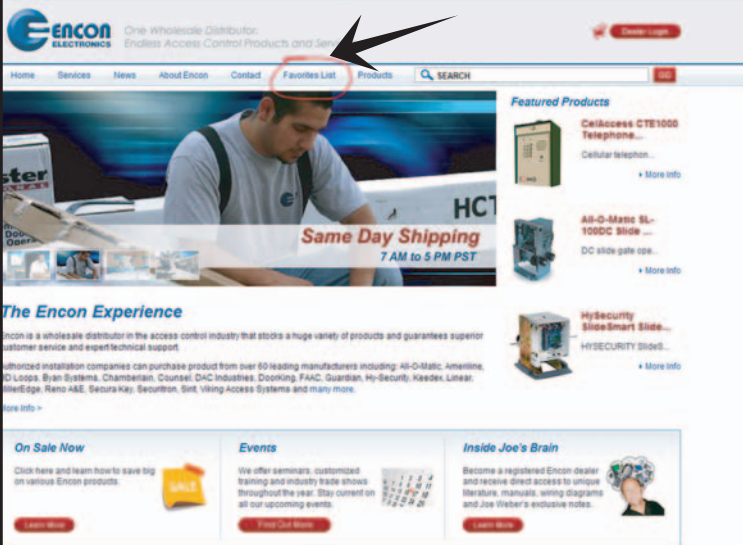 ENCON
ELECTRONICS
One Wholesale Distributor.
Endless Access Control Products and
Dealer Login
Home Services News About Encon Contact Favorites List Products SEARCH GO
Featured Products
CellAccess CTE1000
Telephone...
Cellular telephon...
More Info
All-O-Matic SL-
100DC Slide ...
DC slide gate ope...
More Info
HySecurity
SlideSmart Slide...
HYSECURITY SlideS...
More Info
HCT
Same Day Shipping
7 AM to 5 PM PST
The Encon Experience
Encon is a wholesale distributor in the access control industry that stocks a huge variety of products and guarantees superior
customer service and expert technical support.
Authorized installation companies can purchase product from over 60 leading manufacturers including: All-O-Matic, Ameriline,
BD Loops, Byan Systems, Chamberlain, Counsel, DAC Industries, DoorKing, FAAC, Guardian, Hy-Security, Keedex, Linear,
MillerEdge, Reno A&E, Secura Key, Securitron, Sint, Viking Access Systems and many more.
More Info >
On Sale Now
Click here and learn how to save big
on various Encon products.
SALE
Learn More
Events
We offer seminars, customized
training and industry trade shows
throughout the year. Stay current on
all our upcoming events.
Find Out More
Inside Joe's Brain
Become a registered Encon dealer
and receive direct access to unique
literature, manuals, wiring diagrams
and Joe Weber's exclusive notes.
Learn More